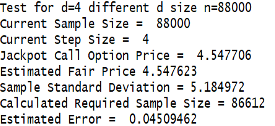 Test for d=4 different d size n=88000
Current Sample Size =  88000
Current Step Size =  4
Jackpot Call Option Price =  4.547706
Estimated Fair Price 4.547623
Sample Standard Deviation = 5.184972
Calculated Required Sample Size = 86612
Estimated Error =  0.04509462